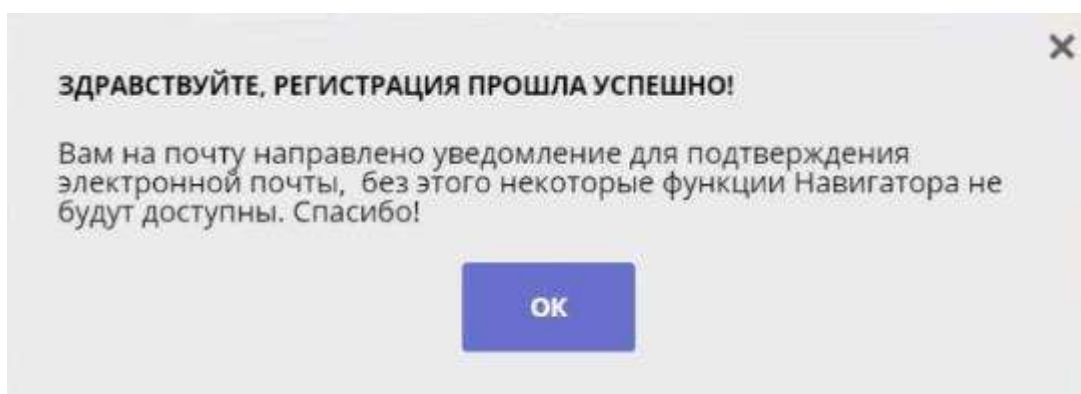 ЗДРАВСТВУЙТЕ, РЕГИСТРАЦИЯ ПРОШЛА УСПЕШНО!
Вам на почту направлено уведомление для подтверждения
электронной почты,  без этого некоторые функции Навигатора не
будут доступны. Спасибо!
ОК